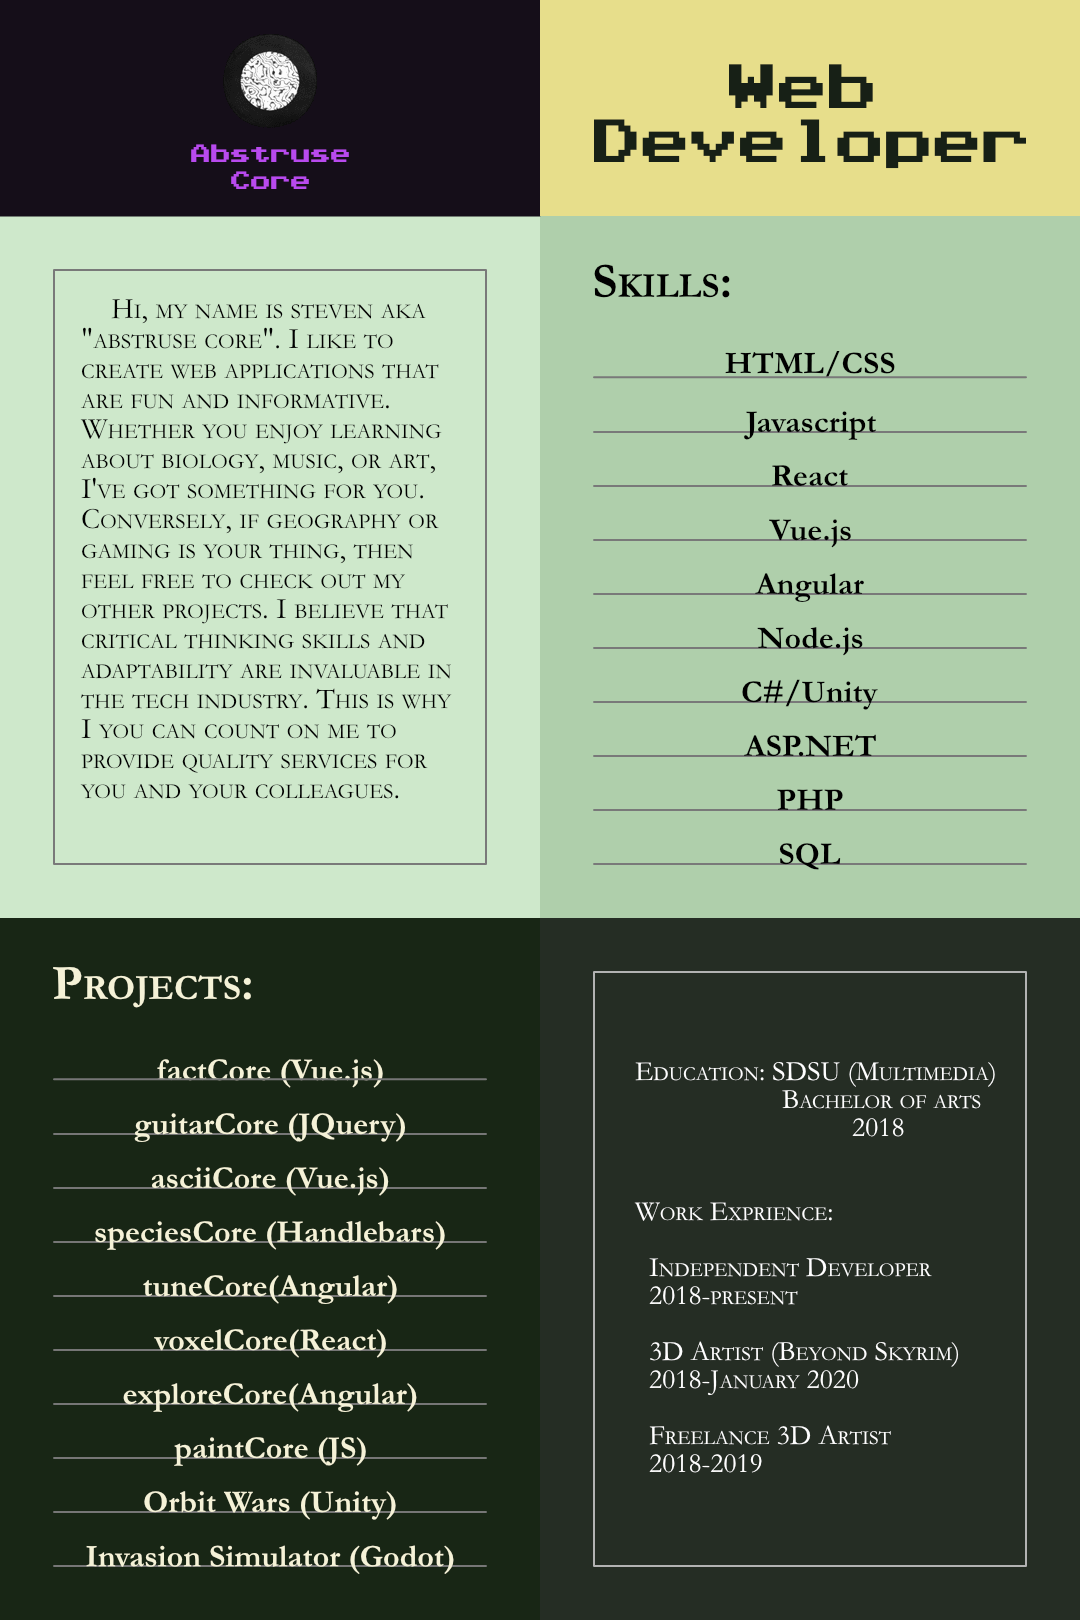 Abstruse
Core
Web
Developer
Hi, my name is steven aka
"abstruse core". I like to
create web applications that
are fun and informative.
Whether you enjoy learning
about biology, music, or art,
I've got something for you.
Conversely, if geography or
gaming is your thing, then
feel free to check out my
other projects. I believe that
critical thinking skills and
adaptability are invaluable in
the tech industry. This is why
I you can count on me to
provide quality services for
you and your colleagues.
Skills:
HTML/CSS
Javascript
React
Vue.js
Angular
Node.js
C#/Unity
ASP.NET
PHP
SQL
Projects:
factCore (Vue.js)
guitarCore (JQuery)
asciiCore (Vue.js)
speciesCore (Handlebars)
tuneCore(Angular)
voxelCore(React)
exploreCore(Angular)
paintCore (JS)
Orbit Wars (Unity)
Invasion Simulator (Godot)
Education: SDSU (Multimedia)
Bachelor of arts
2018
Work Exprience:
Independent Developer
2018-present
3D Artist (Beyond Skyrim)
2018-January 2020
Freelance 3D Artist
2018-2019